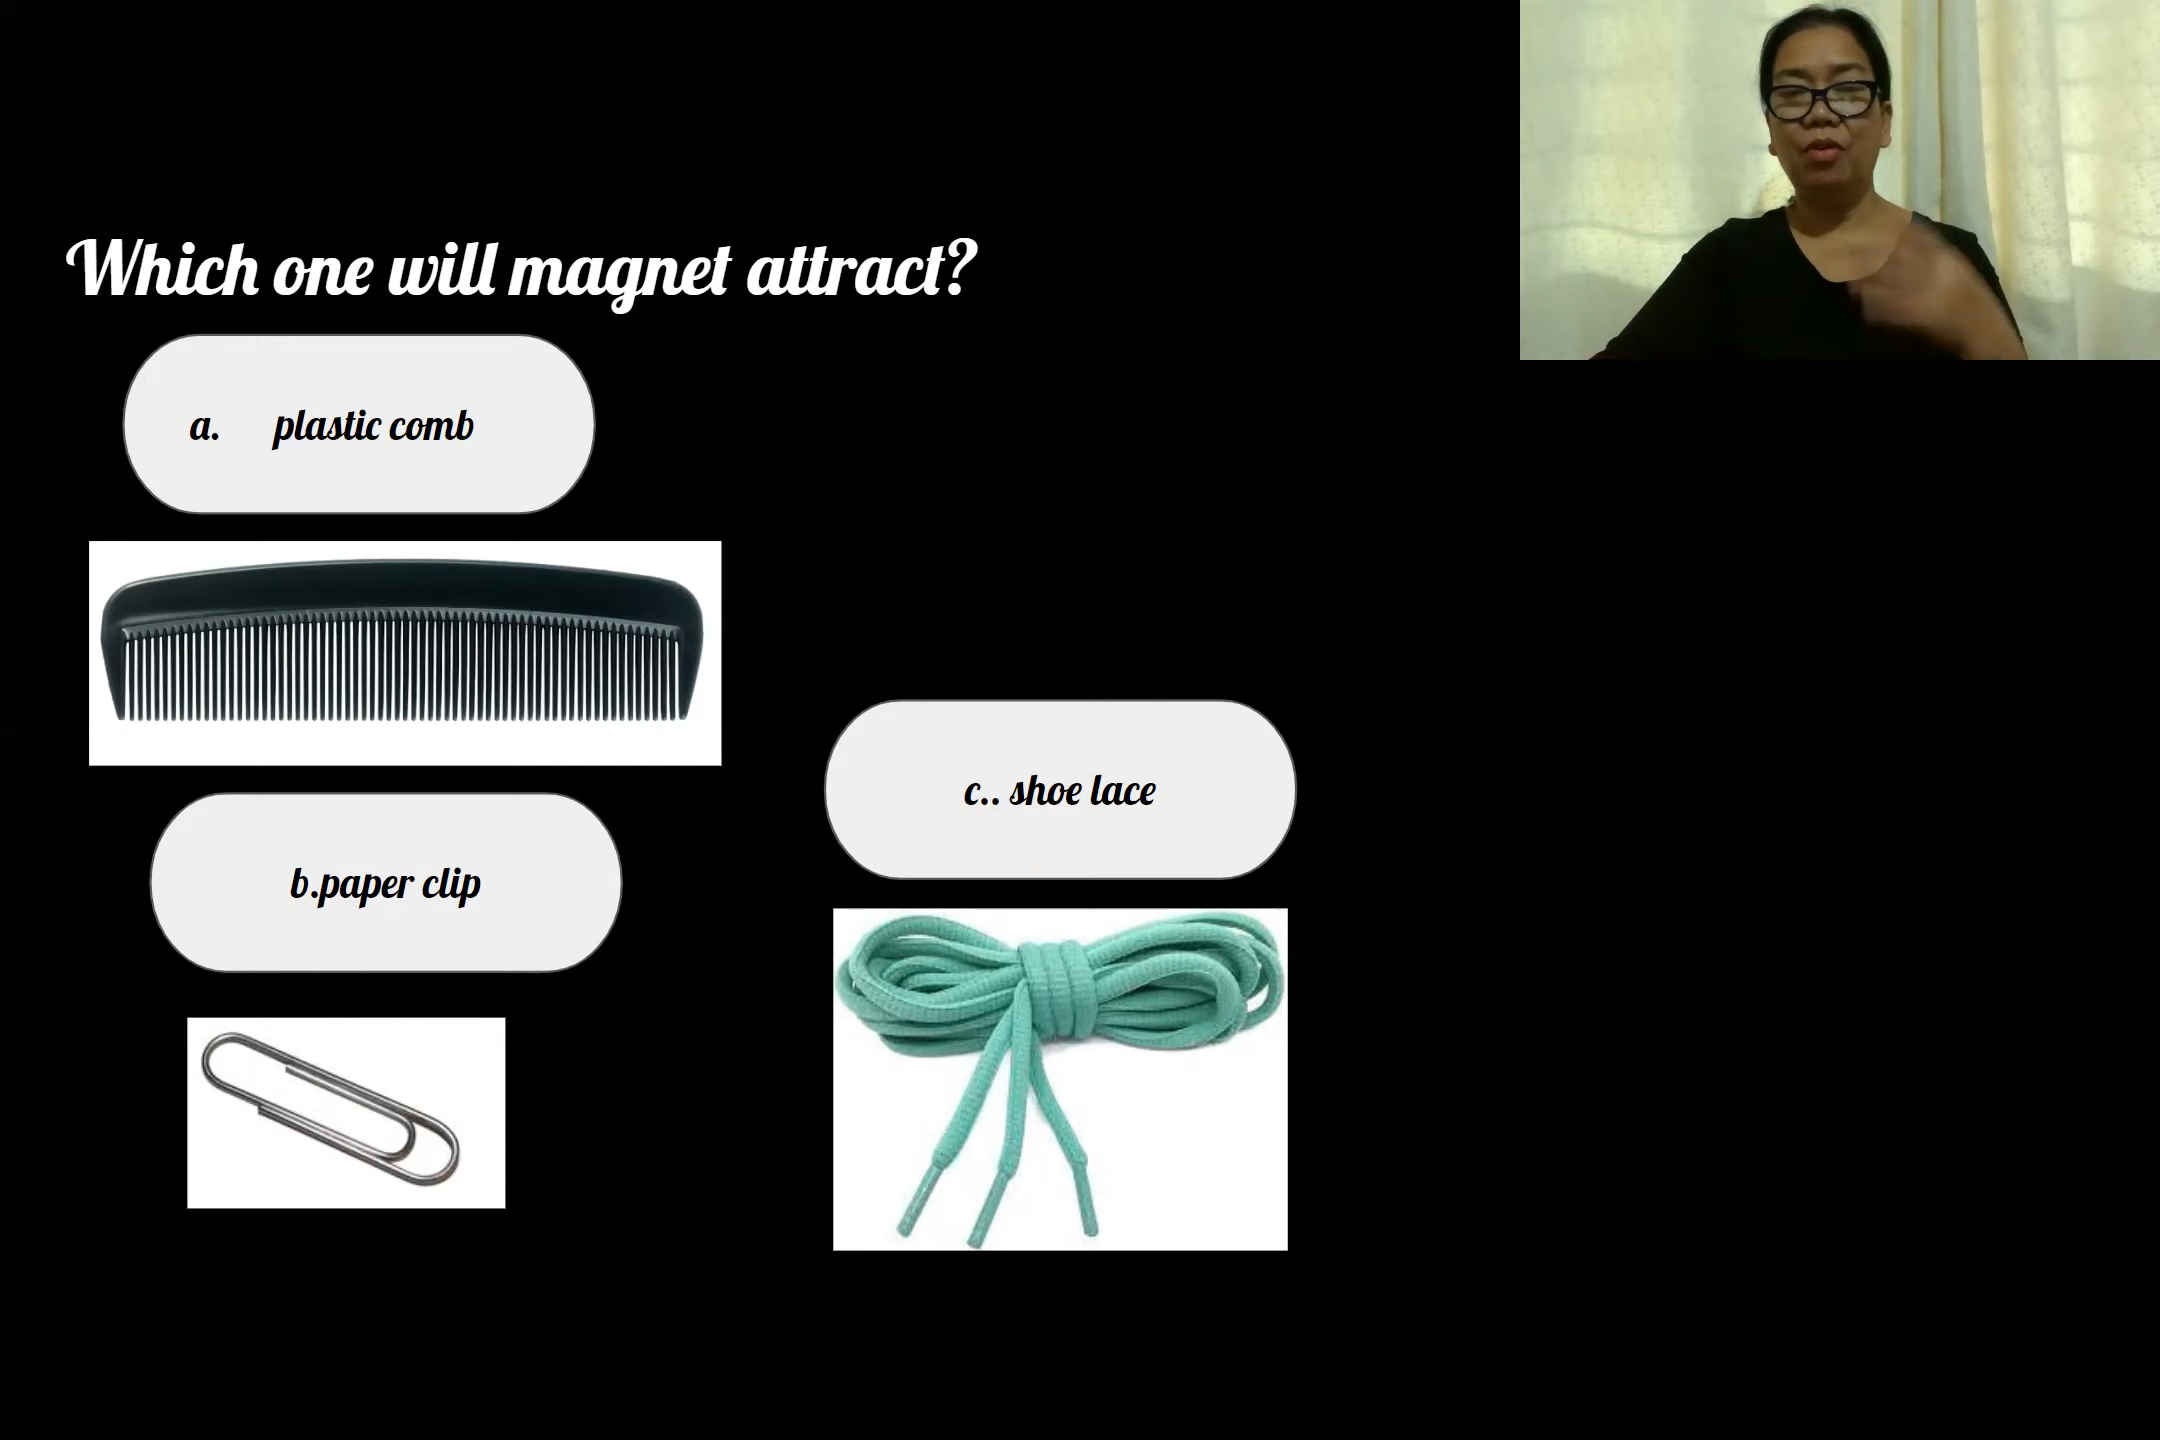 Which one will magnet attract?
a. plastic comb
b.paper clip
c.. shoe lace